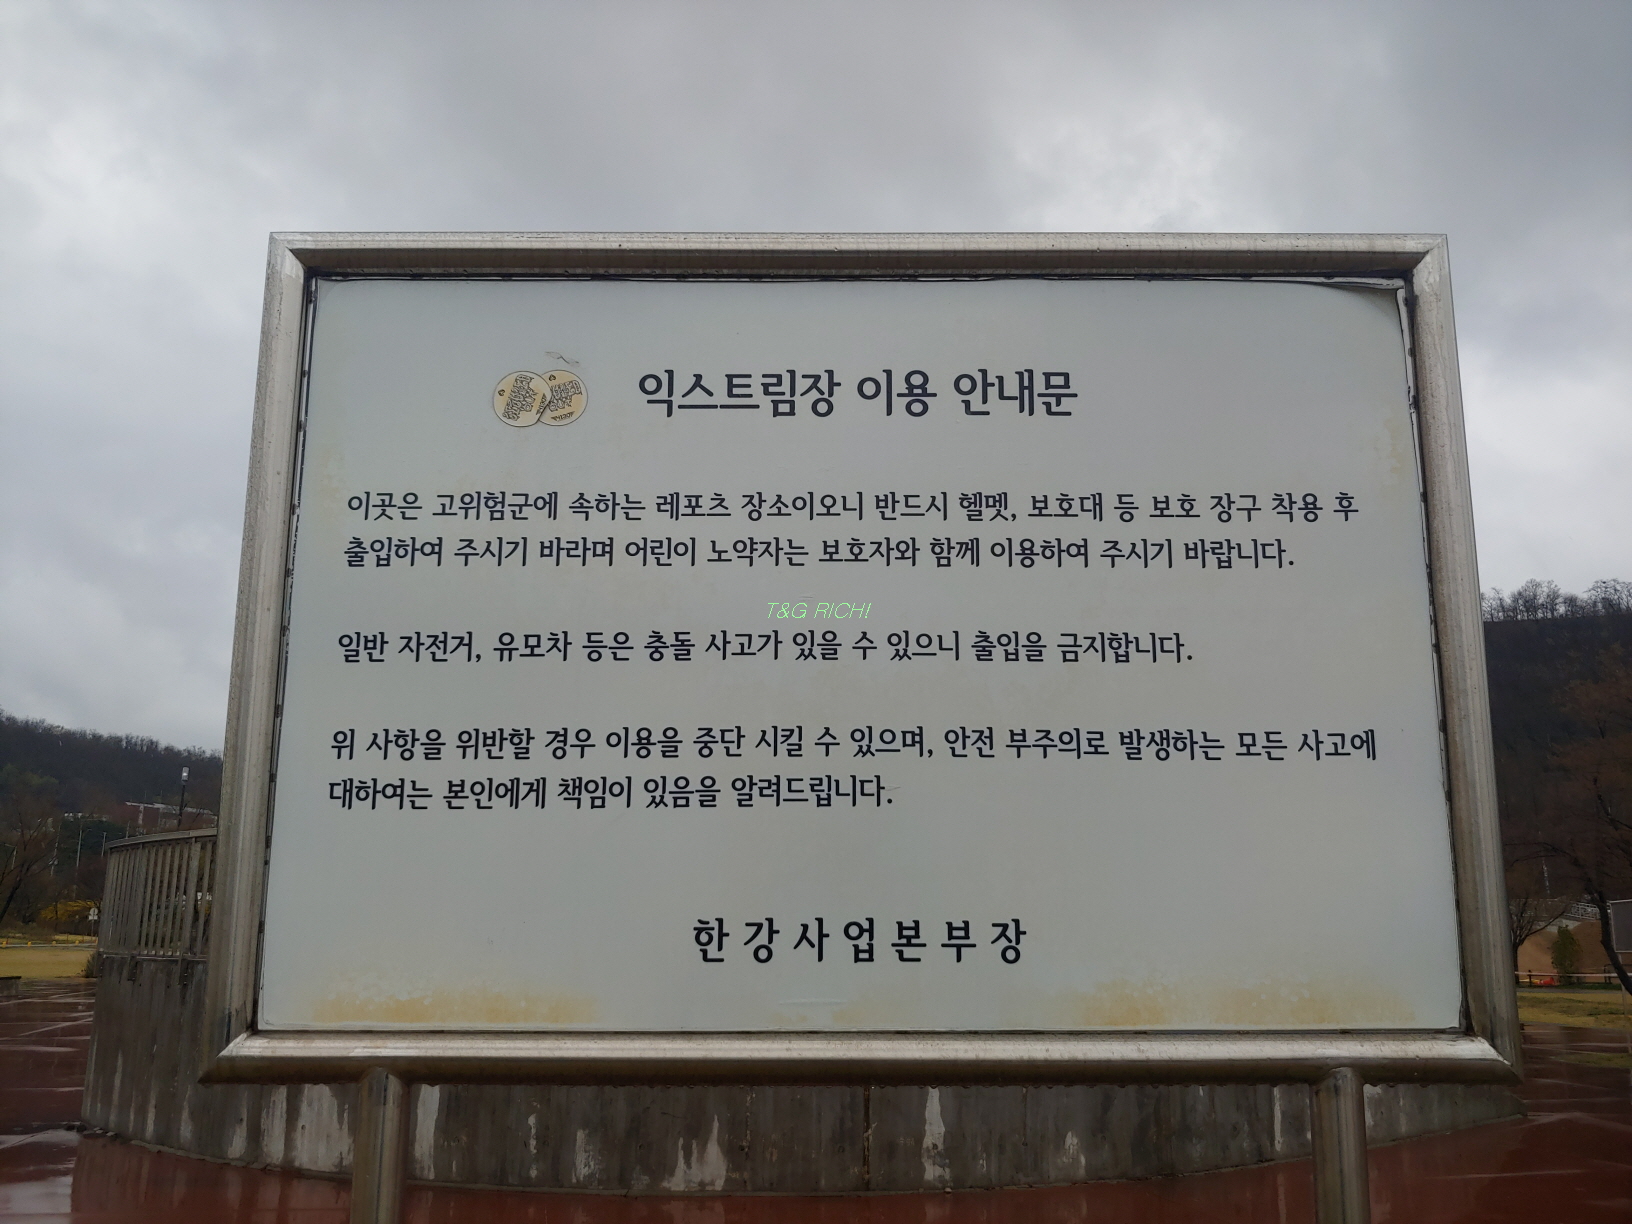 익스트림장 이용 안내문
이곳은 고위험군에 속하는 레포츠 장소이오니 반드시 헬멧, 보호대 등 보호 장구 착용 후
출입하여 주시기 바라며 어린이 노약자는 보호자와 함께 이용하여 주시기 바랍니다.
T&G RICHI
일반 자전거, 유모차 등은 충돌 사고가 있을 수 있으니 출입을 금지합니다.
위 사항을 위반할 경우 이용을 중단 시킬 수 있으며, 안전 부주의로 발생하는 모든 사고에
대하여는 본인에게 책임이 있음을 알려드립니다.
한강사업본부장